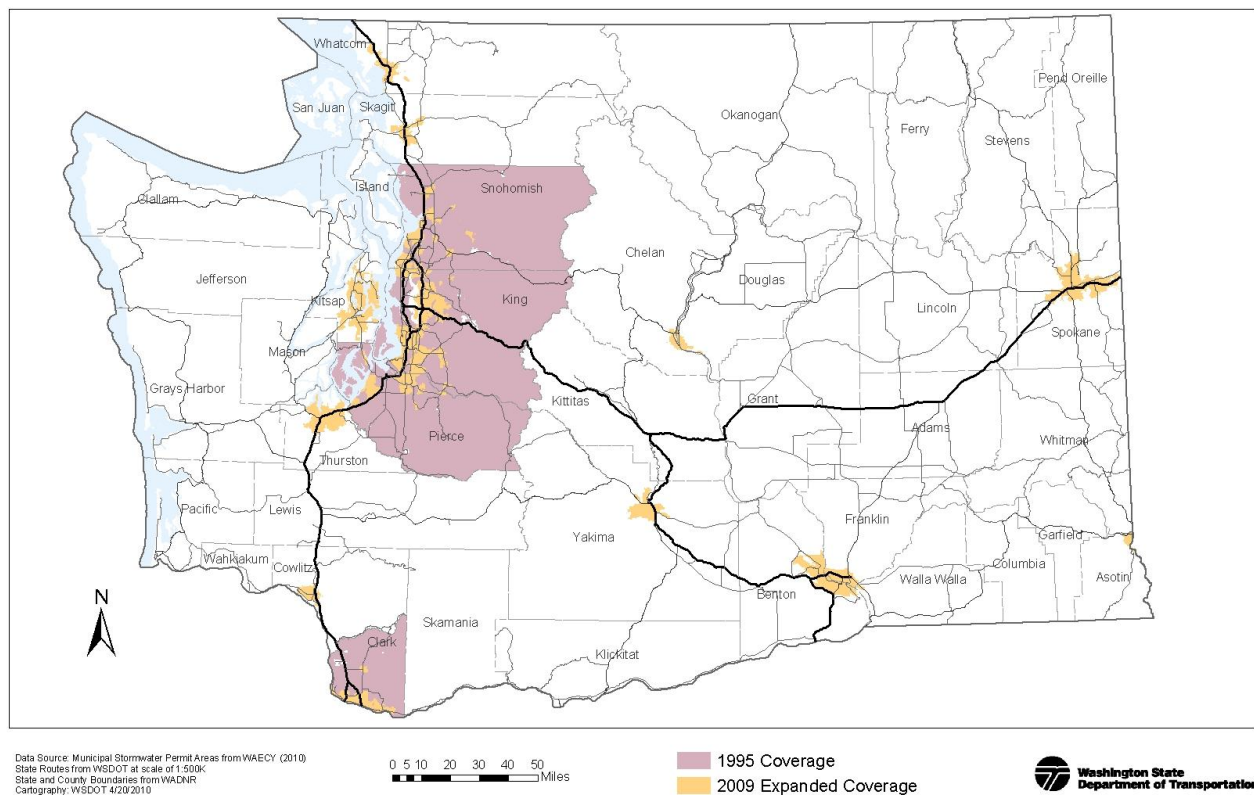 Whatcom
Pend Oreille
San Juan
Skagit
Okanogan
Ferry
Stevens
Island
Snohomish
Clallam
Chelan
Jefferson
Douglas
Kitsap
King
Lincoln
Spokane
Mason
Grays Harbor
Kittitas
Grant
Adams
Pierce
Whitman
Thurston
Pacific
Lewis
Franklin
Yakima
Garfield
Wahkiakum
Cowlitz
Columbia
Walla Walla
Asotin
Benton
N
Skamania
Clark
Klickitat
Data Source: Municipal Stormwater Permit Areas from WAECY (2010)
State Routes from WSDOT at scale of 1:500K
State and County Boundaries from WADNR
Cartography: WSDOT 4/20/2010
0 5 10 20 30 40 50
Miles
1995 Coverage
2009 Expanded Coverage
Washington State
Department of Transportation